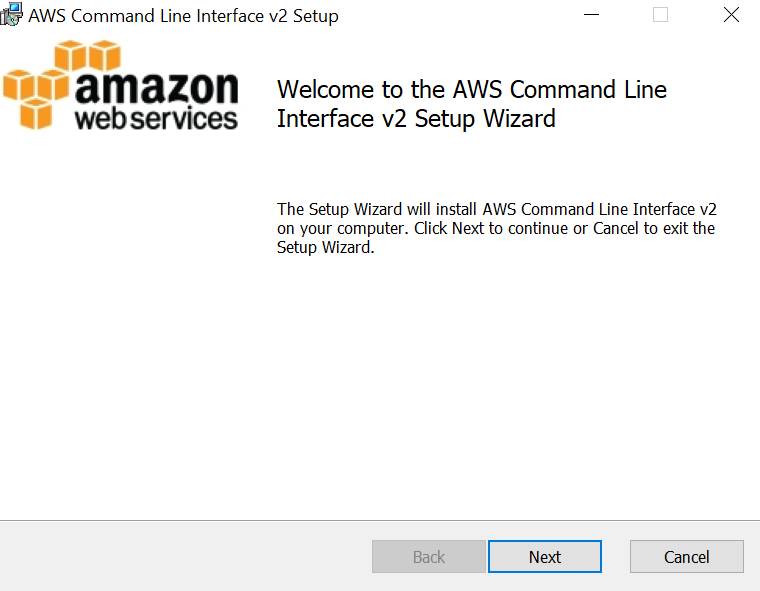 AWS Command Line Interface v2 Setup
amazon
web services
Welcome to the AWS Command Line
Interface v2 Setup Wizard
The Setup Wizard will install AWS Command Line Interface v2
on your computer. Click Next to continue or Cancel to exit the
Setup Wizard.
Back
Next
Cancel